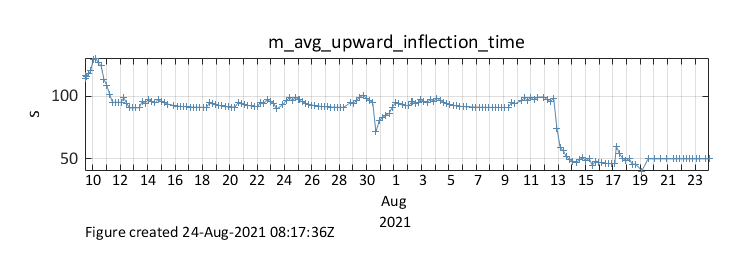 m_avg_upward_inflection_time
s
100
50
10 12 14 16 18 20 22 24 26 28 30 1 3 5 7 9 11 13 15 17 19 21 23
Aug
2021
Figure created 24-Aug-2021 08:17:36Z